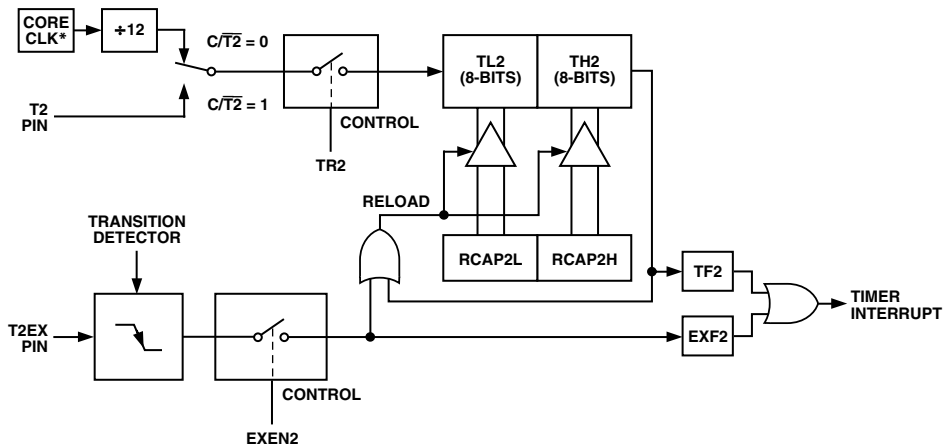 CORE
CLK*
÷12
C/T2̅ = 0
C/T2̅ = 1
T2
PIN
CONTROL
TR2
TL2
(8-BITS)
TH2
(8-BITS)
RELOAD
TRANSITION
DETECTOR
RCAP2L
RCAP2H
T2EX
PIN
CONTROL
EXEN2
TF2
EXF2
TIMER
INTERRUPT